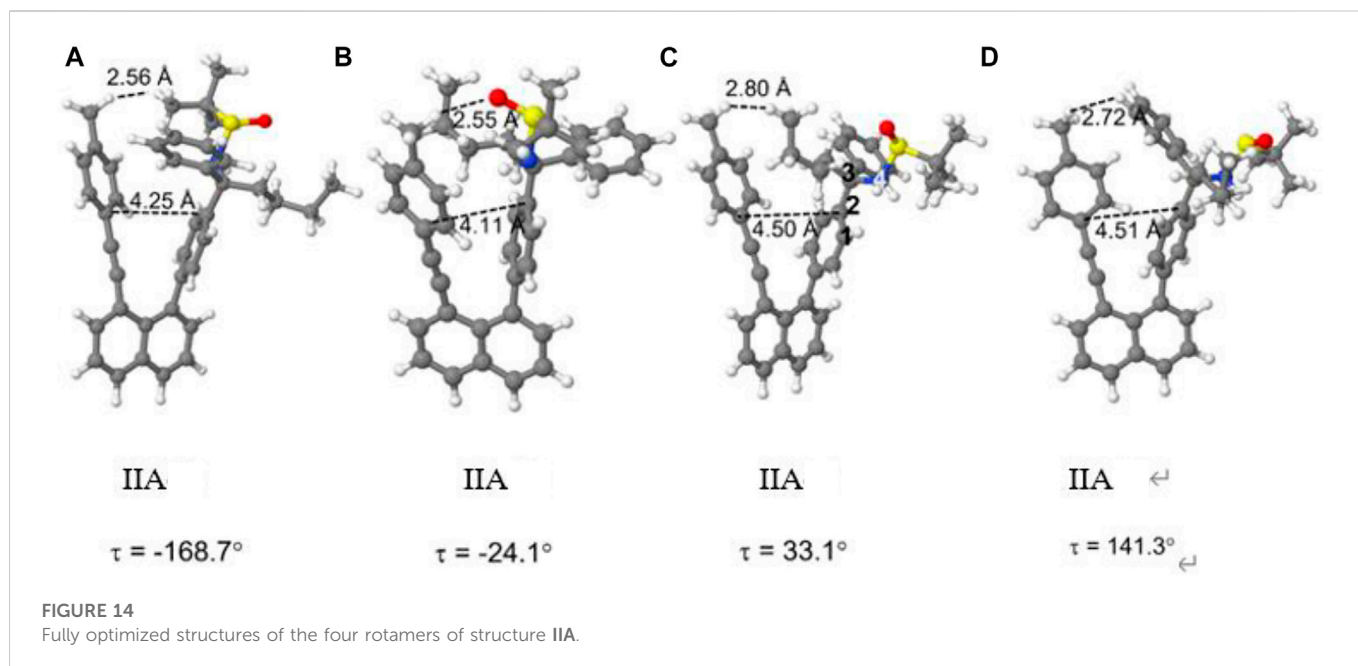 A B C D
2.56 Å 2.55 Å 2.80 Å 2.72 Å
4.25 Å 4.11 Å 4.50 Å 4.51 Å
3
2
1
IIA IIA IIA IIA ↵
τ = -168.7° τ = -24.1° τ = 33.1° τ = 141.3° ↵
FIGURE 14
Fully optimized structures of the four rotamers of structure IIA.